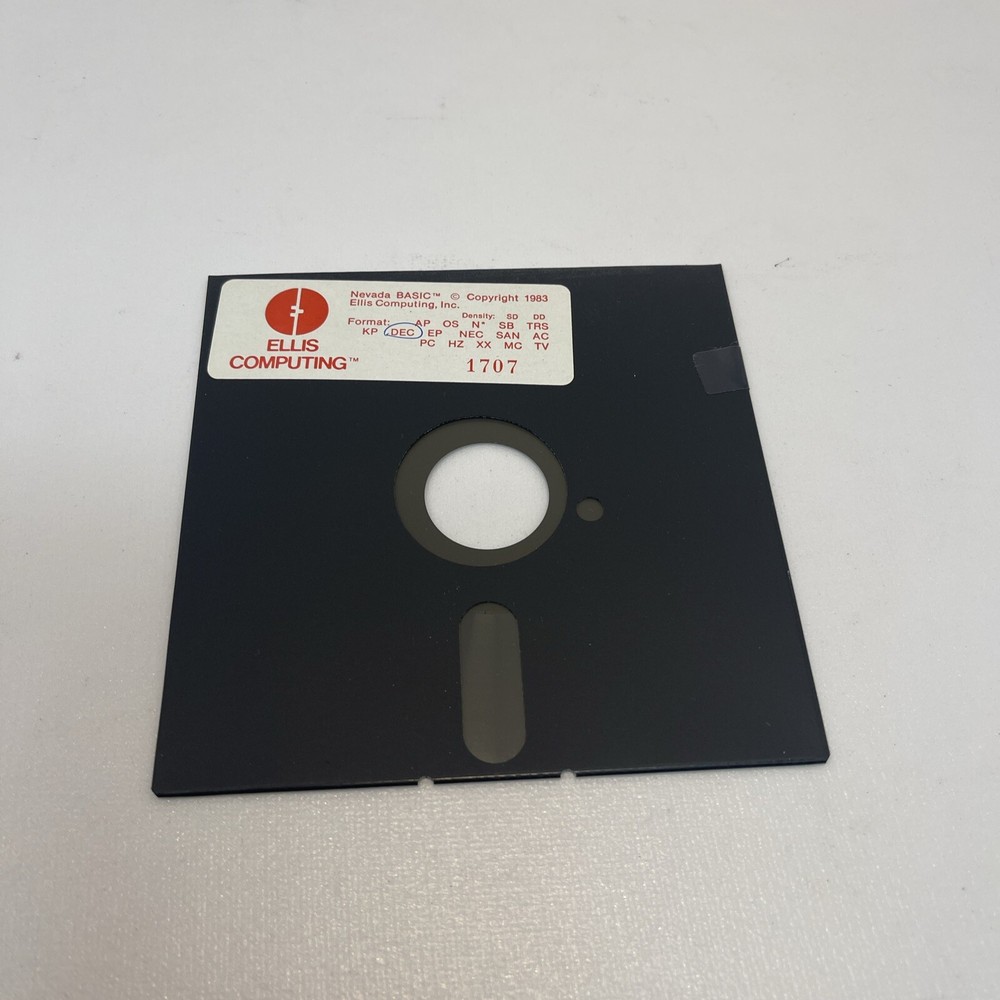 Nevada BASIC™ © Copyright 1983
Ellis Computing, Inc.
Density: SD DD
Format: AP OS N* SB TRS
KP DEC EP NEC SAN AC
PC HZ XX MC TV
1707
ELLIS
COMPUTING™